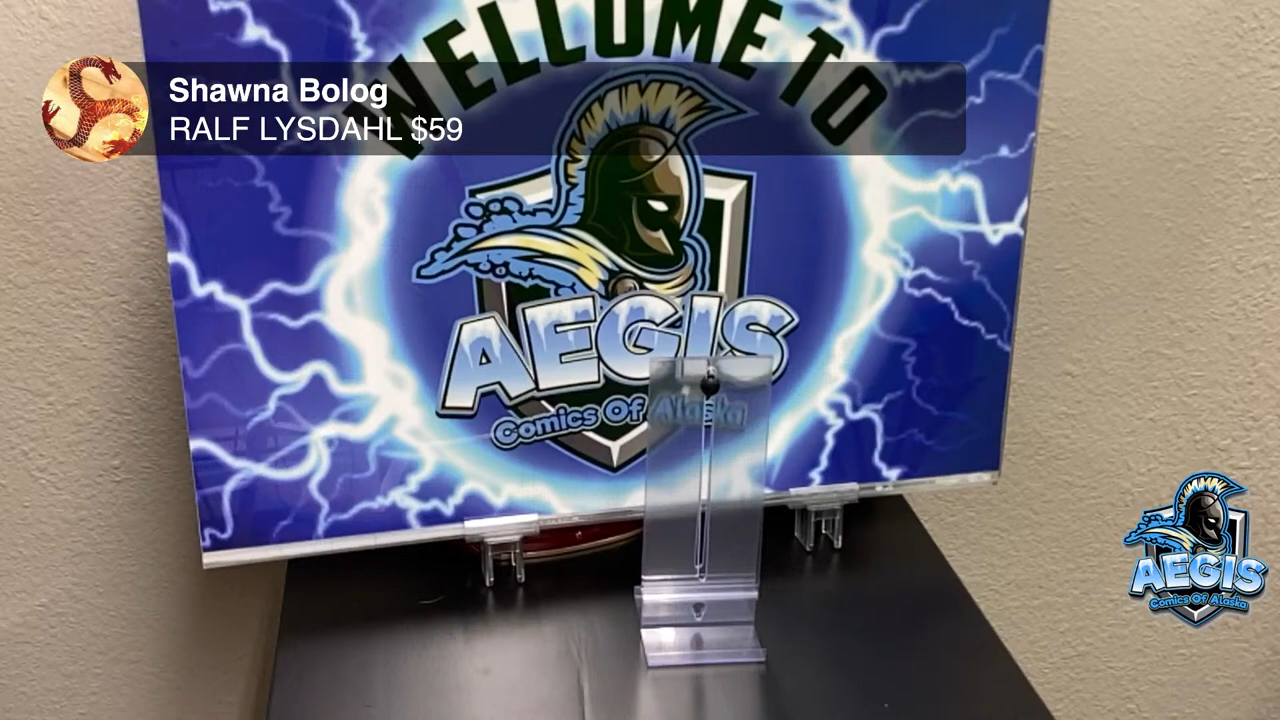 WELLCOME TO
Shawna Bolog
RALF LYSDAHL $59
AEGIS
Comics Of Alaska
AEGIS
Comics Of Alaska